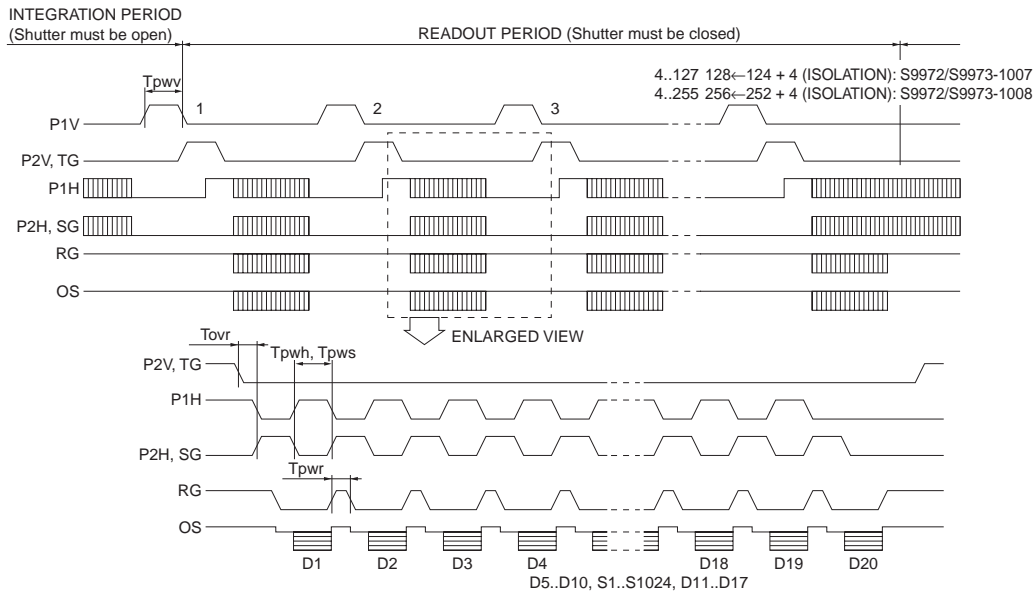 INTEGRATION PERIOD
(Shutter must be open)
READOUT PERIOD (Shutter must be closed)
Tpwv
4..127 128←124 + 4 (ISOLATION): S9972/S9973-1007
4..255 256←252 + 4 (ISOLATION): S9972/S9973-1008
1
2
3
P1V
P2V, TG
P1H
P2H, SG
RG
OS
ENLARGED VIEW
Tovr
Tpwh, Tpws
P2V, TG
P1H
P2H, SG
Tpwr
RG
OS
D1
D2
D3
D4
D18
D19
D20
D5..D10, S1..S1024, D11..D17